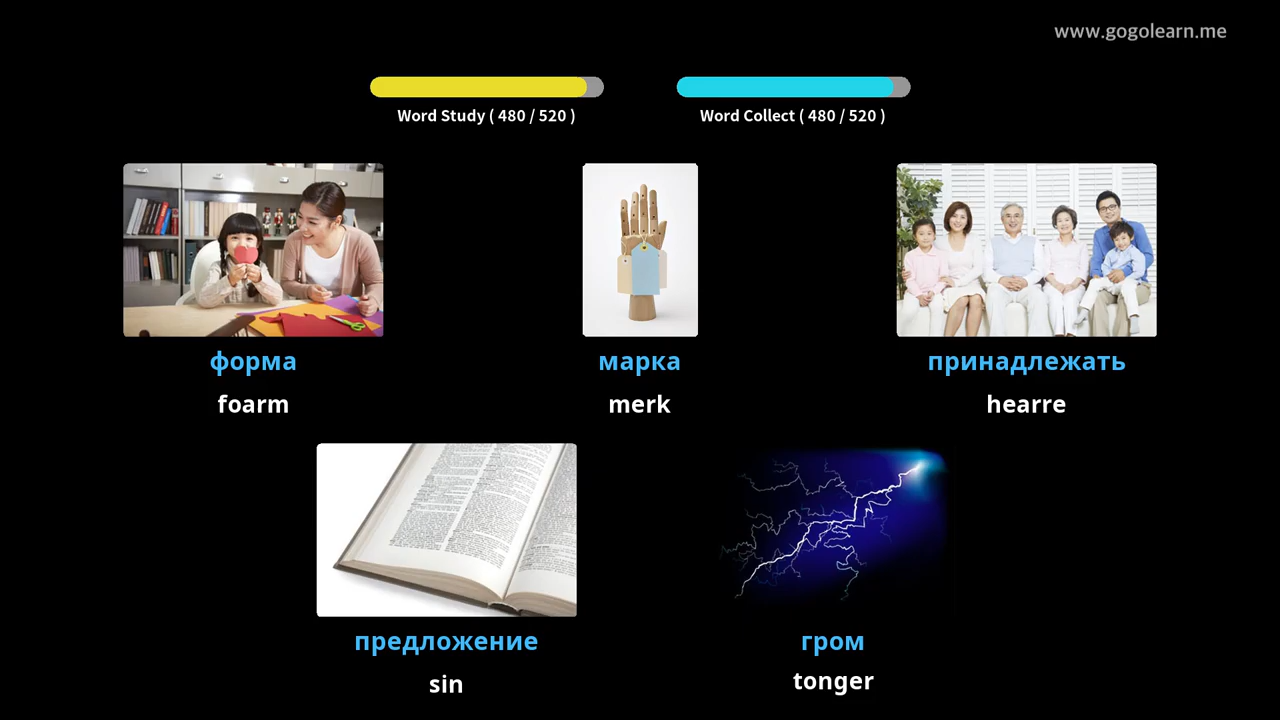 www.gogolearn.me
Word Study ( 480 / 520 )
Word Collect ( 480 / 520 )
форма
foarm
марка
merk
принадлежать
hearre
предложение
sin
гром
tonger